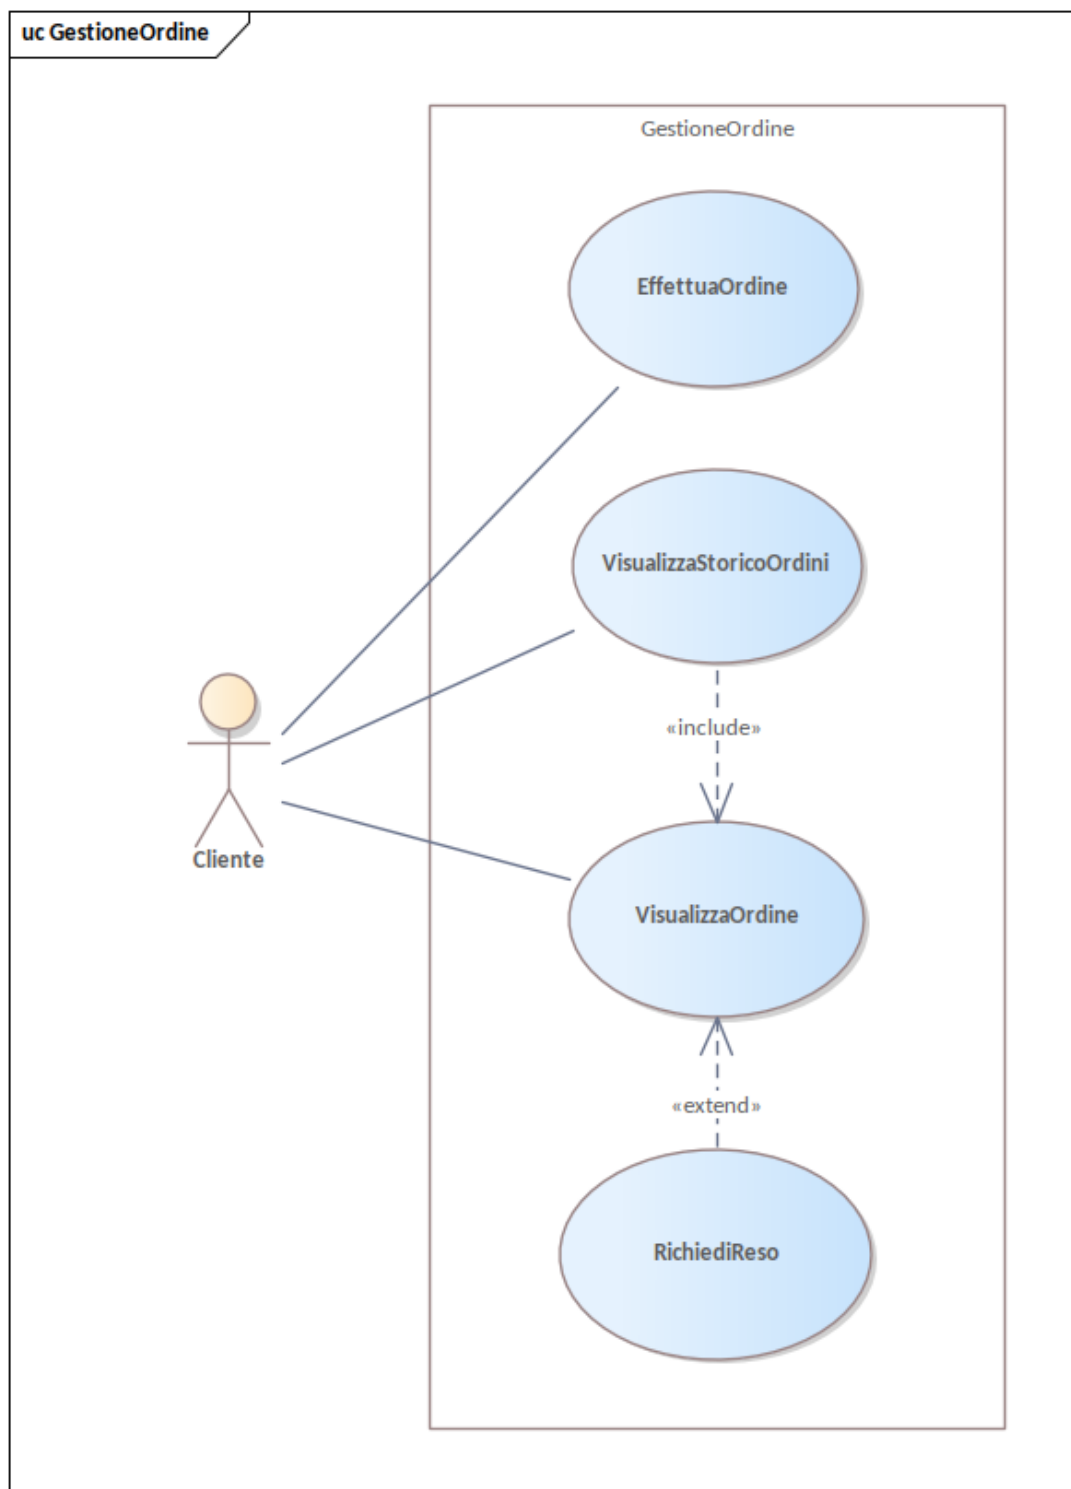 uc GestioneOrdine
GestioneOrdine
EffettuaOrdine
VisualizzaStoricoOrdini
«include»
Cliente
VisualizzaOrdine
«extend»
RichiediReso